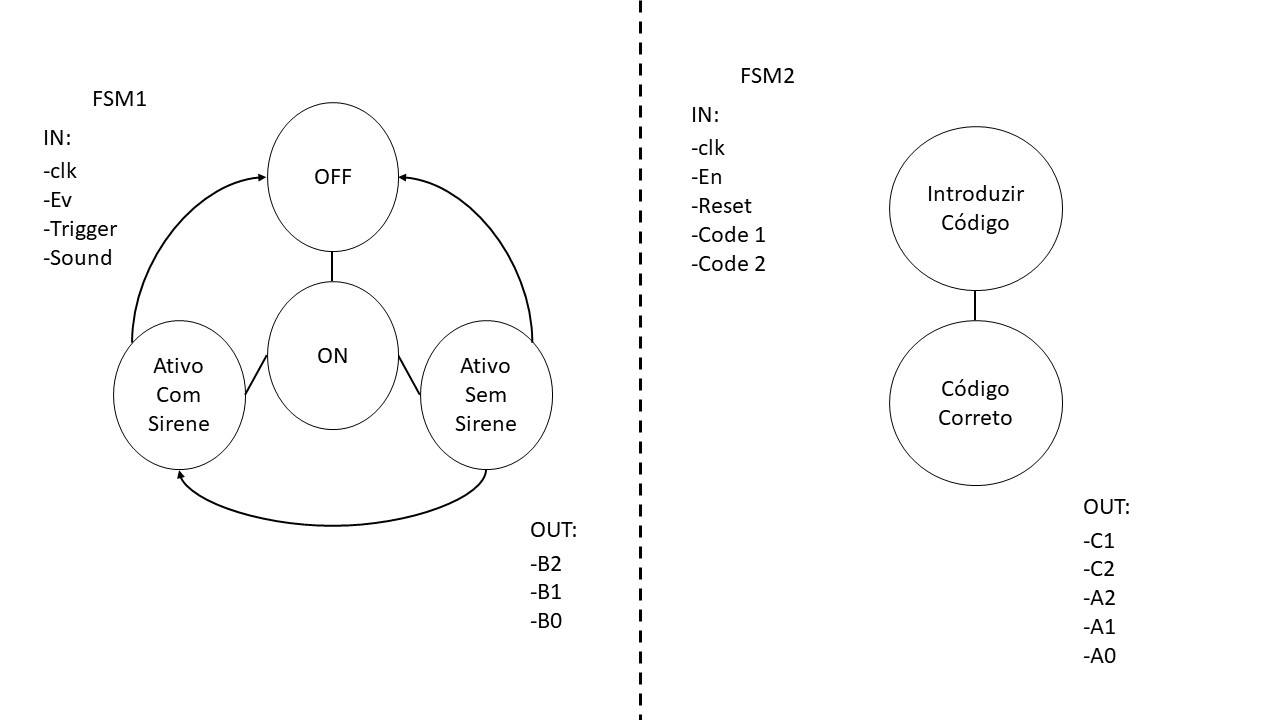 FSM1
IN:
-clk
-Ev
-Trigger
-Sound
OFF
ON
Ativo
Com
Sirene
Ativo
Sem
Sirene
OUT:
-B2
-B1
-B0
FSM2
IN:
-clk
-En
-Reset
-Code 1
-Code 2
Introduzir
Código
Código
Correto
OUT:
-C1
-C2
-A2
-A1
-A0